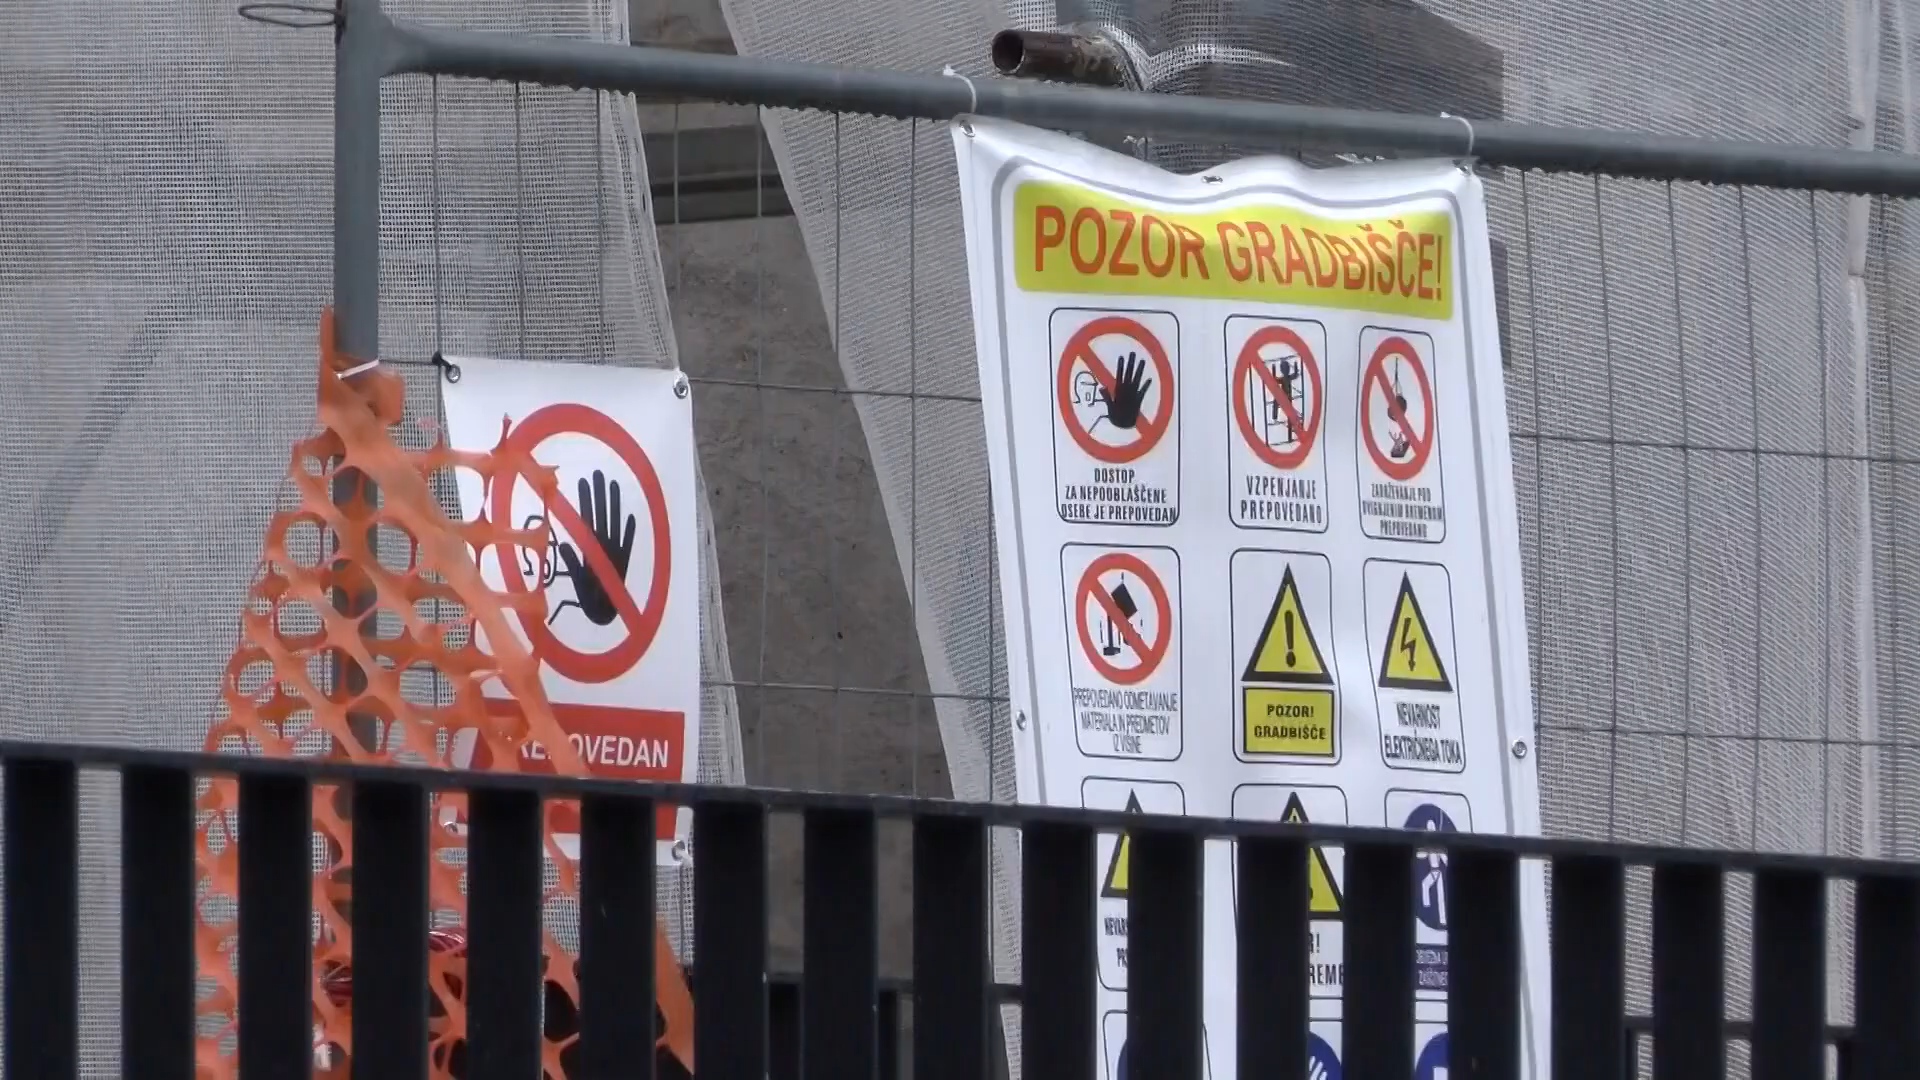 POZOR GRADBIŠČE!
DOSTOP
ZA NEPOOBLAŠČENE
OSEBE JE PREPOVEDAN
VZPENJANJE
PREPOVEDANO
ZADRŽEVANJE POD
DVIGNJENIM BREMENOM
PREPOVEDANO
PREPOVEDANO ODMETAVANJE
MATERIALA IN PREDMETOV
IZ VIŠINE
POZOR!
GRADBIŠČE
NEVARNOST
ELEKTRIČNEGA TOKA